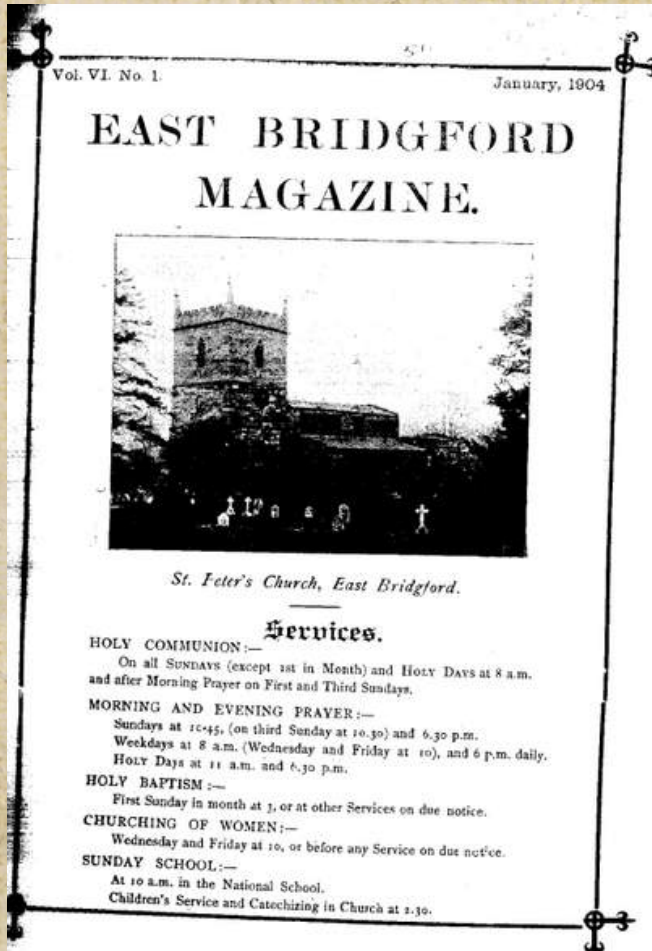 Vol. VI. No. 1.
January, 1904
EAST BRIDGFORD
MAGAZINE.
St. Peter's Church, East Bridgford.
Services.
HOLY COMMUNION:—
On all SUNDAYS (except 1st in Month) and HOLY DAYS at 8 a.m.
and after Morning Prayer on First and Third Sundays.
MORNING AND EVENING PRAYER:—
Sundays at 10-45, (on third Sunday at 10.30) and 6.30 p.m.
Weekdays at 8 a.m. (Wednesday and Friday at 10), and 6 p.m. daily.
HOLY DAYS at 11 a.m. and 6.30 p.m.
HOLY BAPTISM:—
First Sunday in month at 3, or at other Services on due notice.
CHURCHING OF WOMEN:—
Wednesday and Friday at 10, or before any Service on due notice.
SUNDAY SCHOOL:—
At 10 a.m. in the National School.
Children's Service and Catechizing in Church at 2.30.